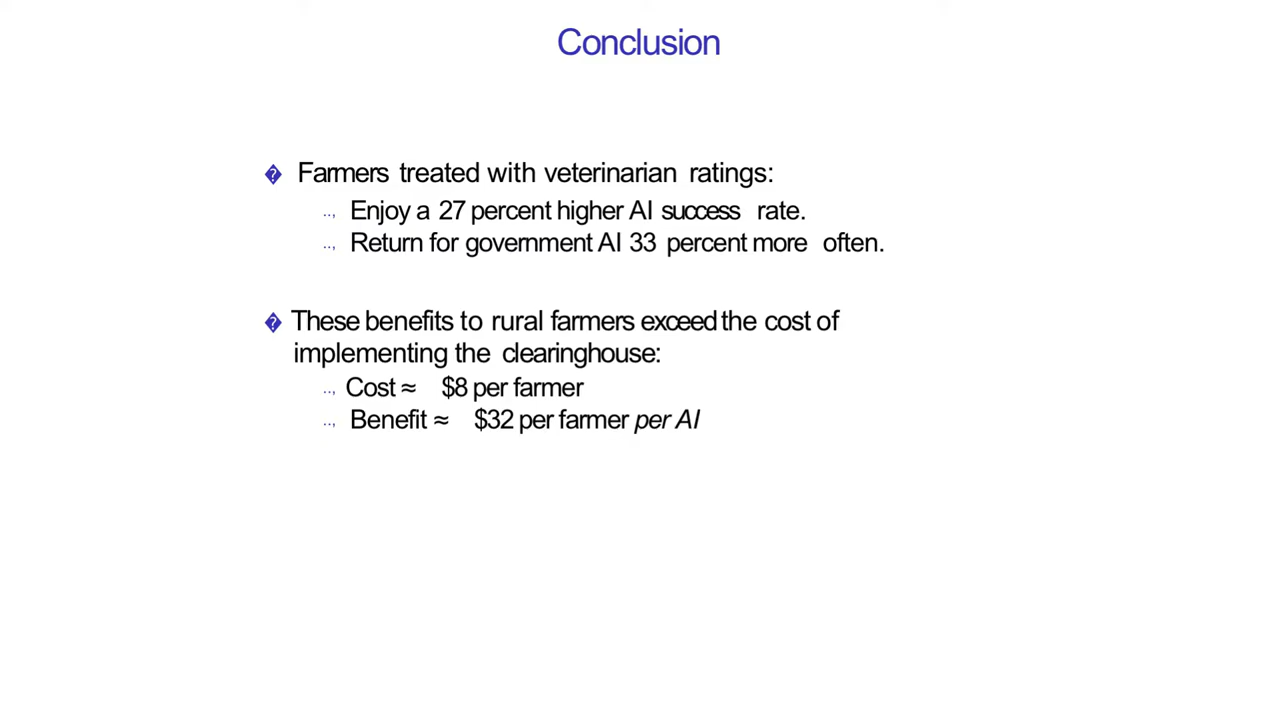 Conclusion
� Farmers treated with veterinarian ratings:
.., Enjoy a 27 percent higher AI success rate.
.., Return for government AI 33 percent more often.
� These benefits to rural farmers exceed the cost of
implementing the clearinghouse:
.., Cost ≈ $8 per farmer
.., Benefit ≈ $32 per farmer per AI